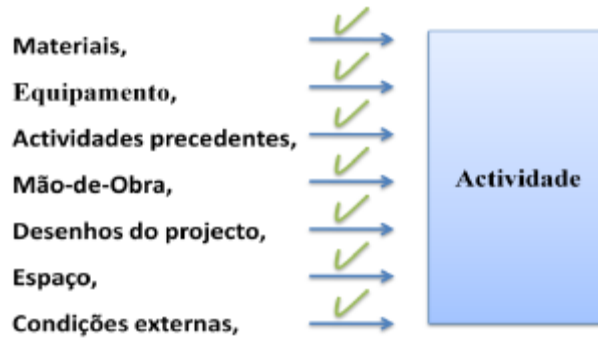 Materiais,
Equipamento,
Actividades precedentes,
Mão-de-Obra,
Desenhos do projecto,
Espaço,
Condições externas,
Actividade